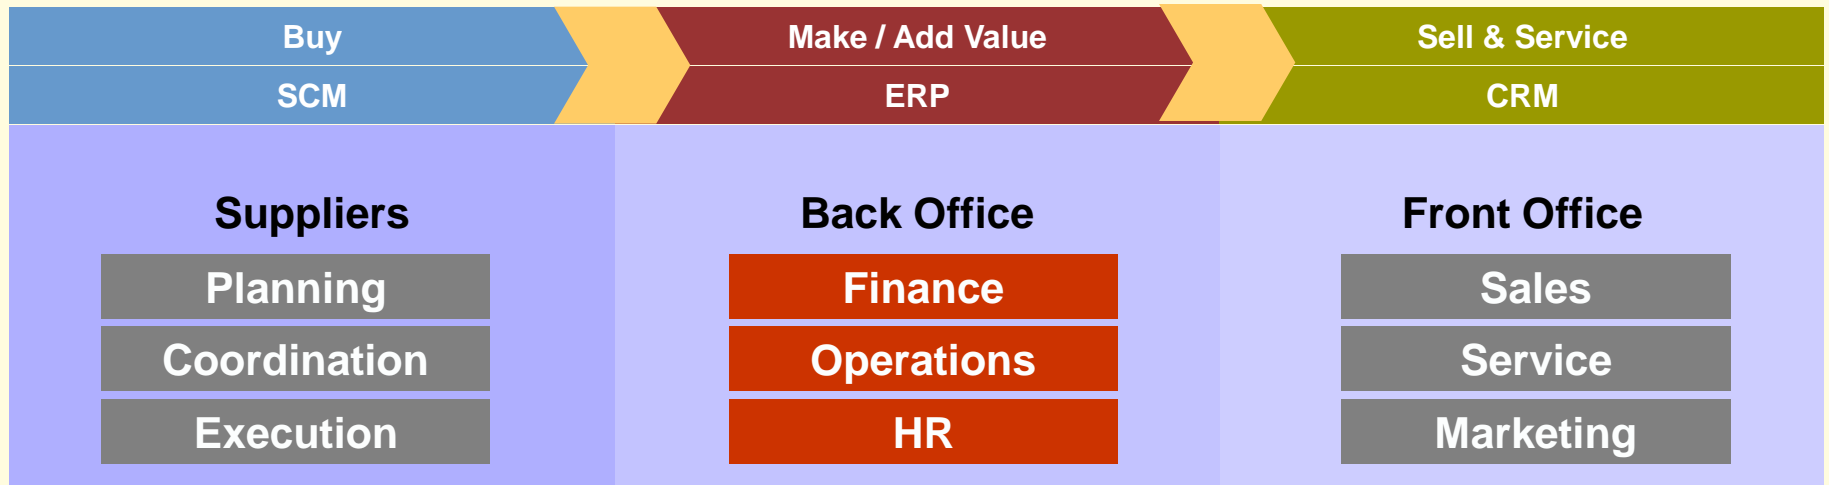 Buy
Make / Add Value
Sell & Service
SCM
ERP
CRM
Suppliers
Back Office
Front Office
Planning
Finance
Sales
Coordination
Operations
Service
Execution
HR
Marketing